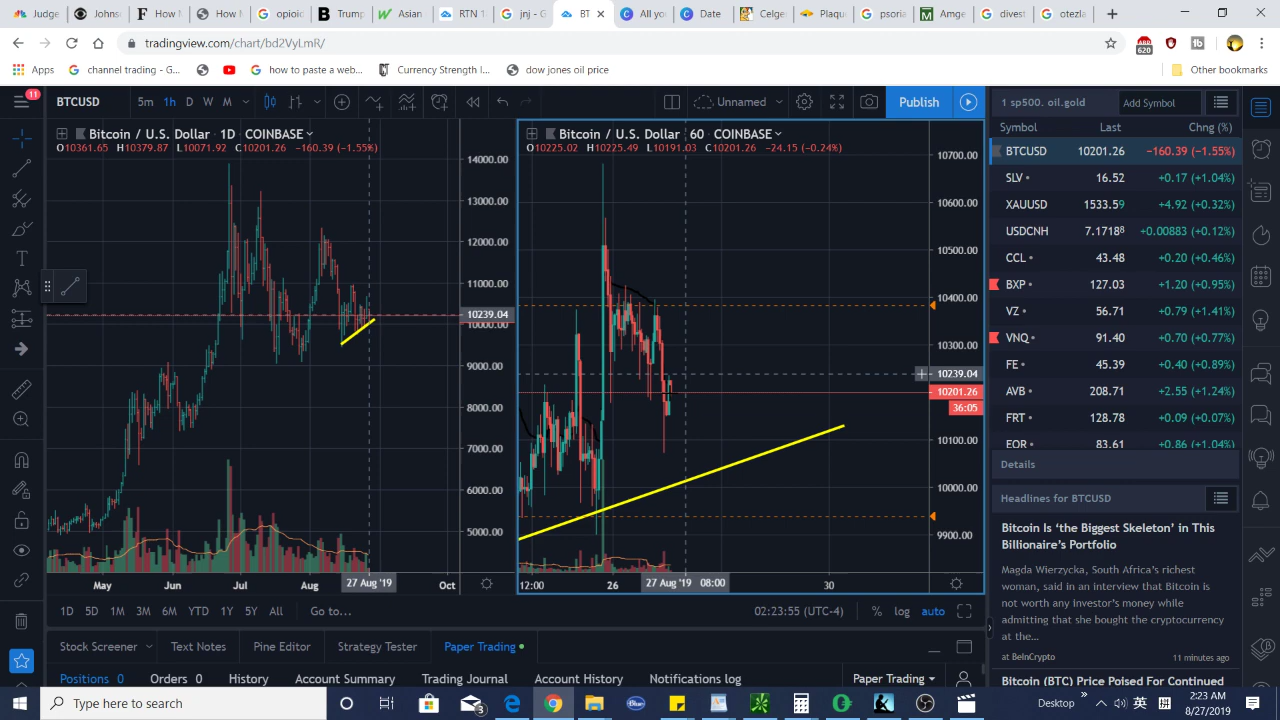 opioic
How I
How M
opioic
Trump
Asian
RTN 1
jnj - G
BT
All yo
Data
Celge
Plaqu
psoria
Amge
divest
otezla
tradingview.com/chart/bd2VyLmR/
620
Apps
channel trading - G...
how to paste a web...
Currency Strength I...
dow jones oil price
Other bookmarks
11
BTCUSD
5m 1h D W M
Unnamed
Publish
Bitcoin / U.S. Dollar 1D COINBASE
O10361.65 H10379.87 L10071.92 C10201.26 −160.39 (−1.55%)
14000.00
12000.00
11000.00
10239.04
10000.00
9000.00
8000.00
7000.00
6000.00
5000.00
May Jun Jul Aug 27 Aug '19 Oct
Bitcoin / U.S. Dollar 60 COINBASE
O10225.02 H10225.49 L10191.03 C10201.26 −24.15 (−0.24%)
10700.00
10600.00
10500.00
10400.00
10300.00
10239.04
10201.26
36:05
10100.00
10000.00
9900.00
12:00 26 27 Aug '19 08:00 30
1D 5D 1M 3M 6M YTD 1Y 5Y All Go to...
02:23:55 (UTC-4) % log auto
Stock Screener Text Notes Pine Editor Strategy Tester Paper Trading
Positions 0 Orders 0 History Account Summary Trading Journal Account History Notifications log Paper Trading
1 sp500. oil.gold Add Symbol
Symbol Last Chng (%)
BTCUSD 10201.26 −160.39 (−1.55%)
SLV 16.52 +0.17 (+1.04%)
XAUUSD 1533.59 +4.92 (+0.32%)
USDCNH 7.1718⁸ +0.00883 (+0.12%)
CCL 43.48 +0.20 (+0.46%)
BXP 127.03 +1.20 (+0.95%)
VZ 56.71 +0.79 (+1.41%)
VNQ 91.40 +0.70 (+0.77%)
FE 45.39 +0.40 (+0.89%)
AVB 208.71 +2.55 (+1.24%)
FRT 128.78 +0.09 (+0.07%)
EQR 83.61 +0.86 (+1.04%)
Details
Headlines for BTCUSD
Bitcoin Is ‘the Biggest Skeleton’ in This
Billionaire’s Portfolio
Magda Wierzycka, South Africa’s richest
woman, said in an interview that Bitcoin is
not worth any investor’s money while
admitting that she bought the cryptocurrency
at the...
at BeInCrypto 11 minutes ago
Bitcoin (BTC) Price Poised For Continued
Type here to search
Desktop
英
2:23 AM
8/27/2019